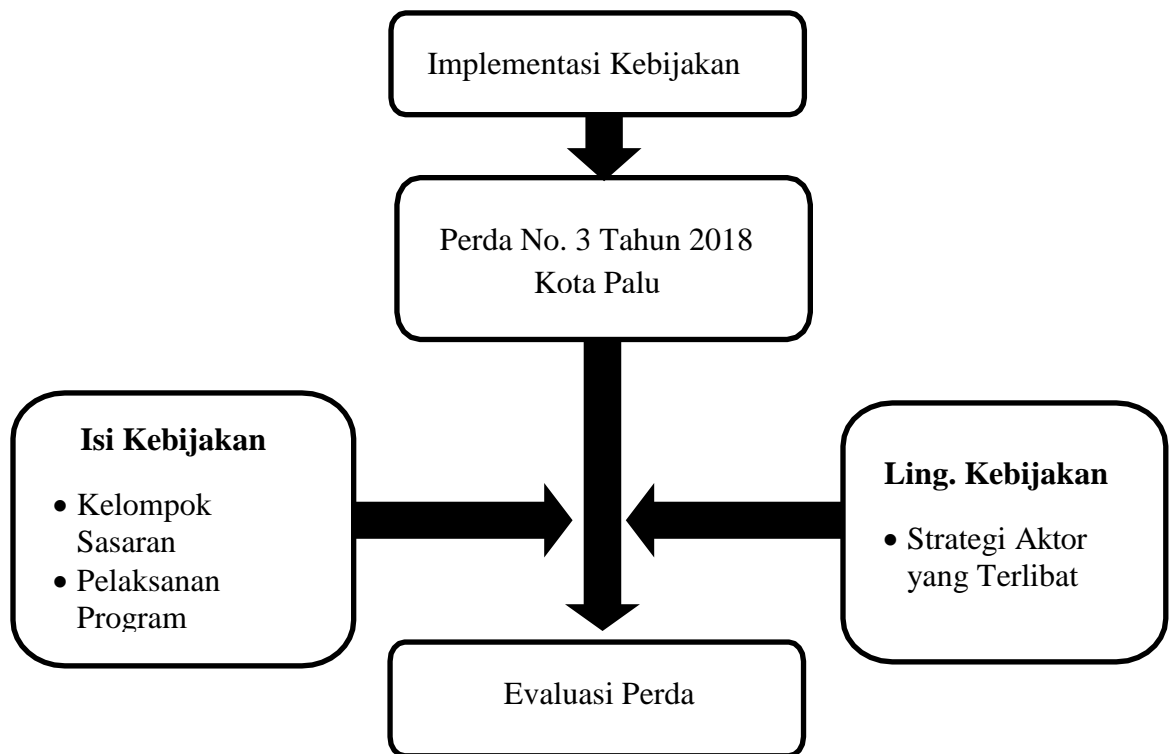 Implementasi Kebijakan
Perda No. 3 Tahun 2018
Kota Palu
Isi Kebijakan
• Kelompok
Sasaran
• Pelaksanan
Program
Ling. Kebijakan
• Strategi Aktor
yang Terlibat
Evaluasi Perda